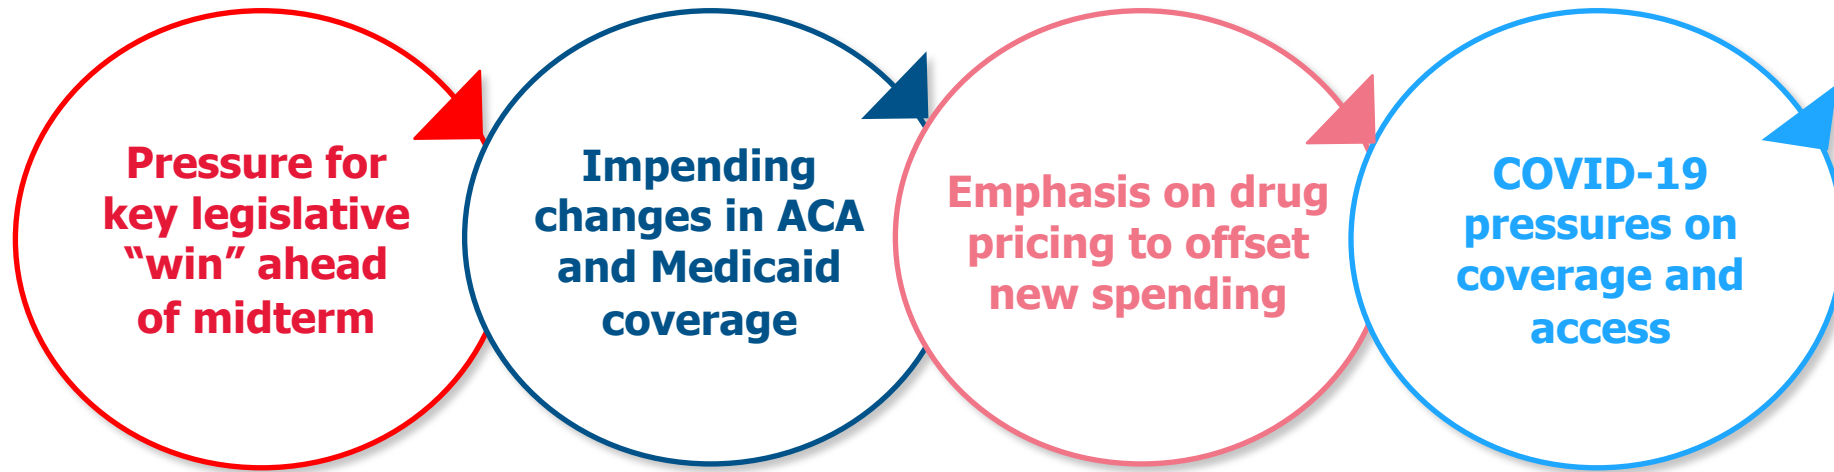 Pressure for
key legislative
“win” ahead
of midterm
Impending
changes in ACA
and Medicaid
coverage
Emphasis on drug
pricing to offset
new spending
COVID-19
pressures on
coverage and
access